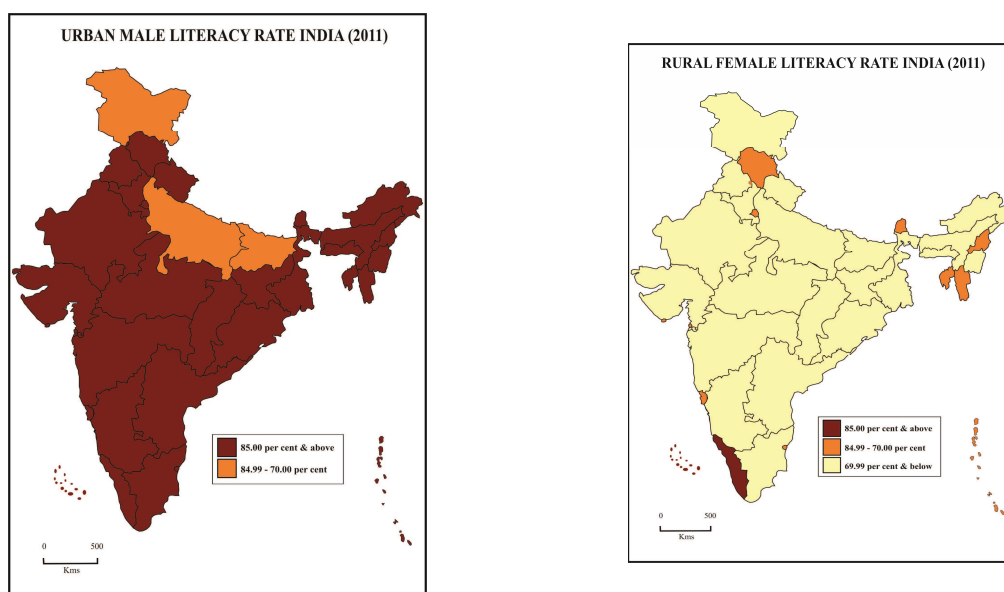 URBAN MALE LITERACY RATE INDIA (2011)
85.00 per cent & above
84.99 - 70.00 per cent
0 500
Kms
RURAL FEMALE LITERACY RATE INDIA (2011)
85.00 per cent & above
84.99 - 70.00 per cent
69.99 per cent & below
0 500
Kms